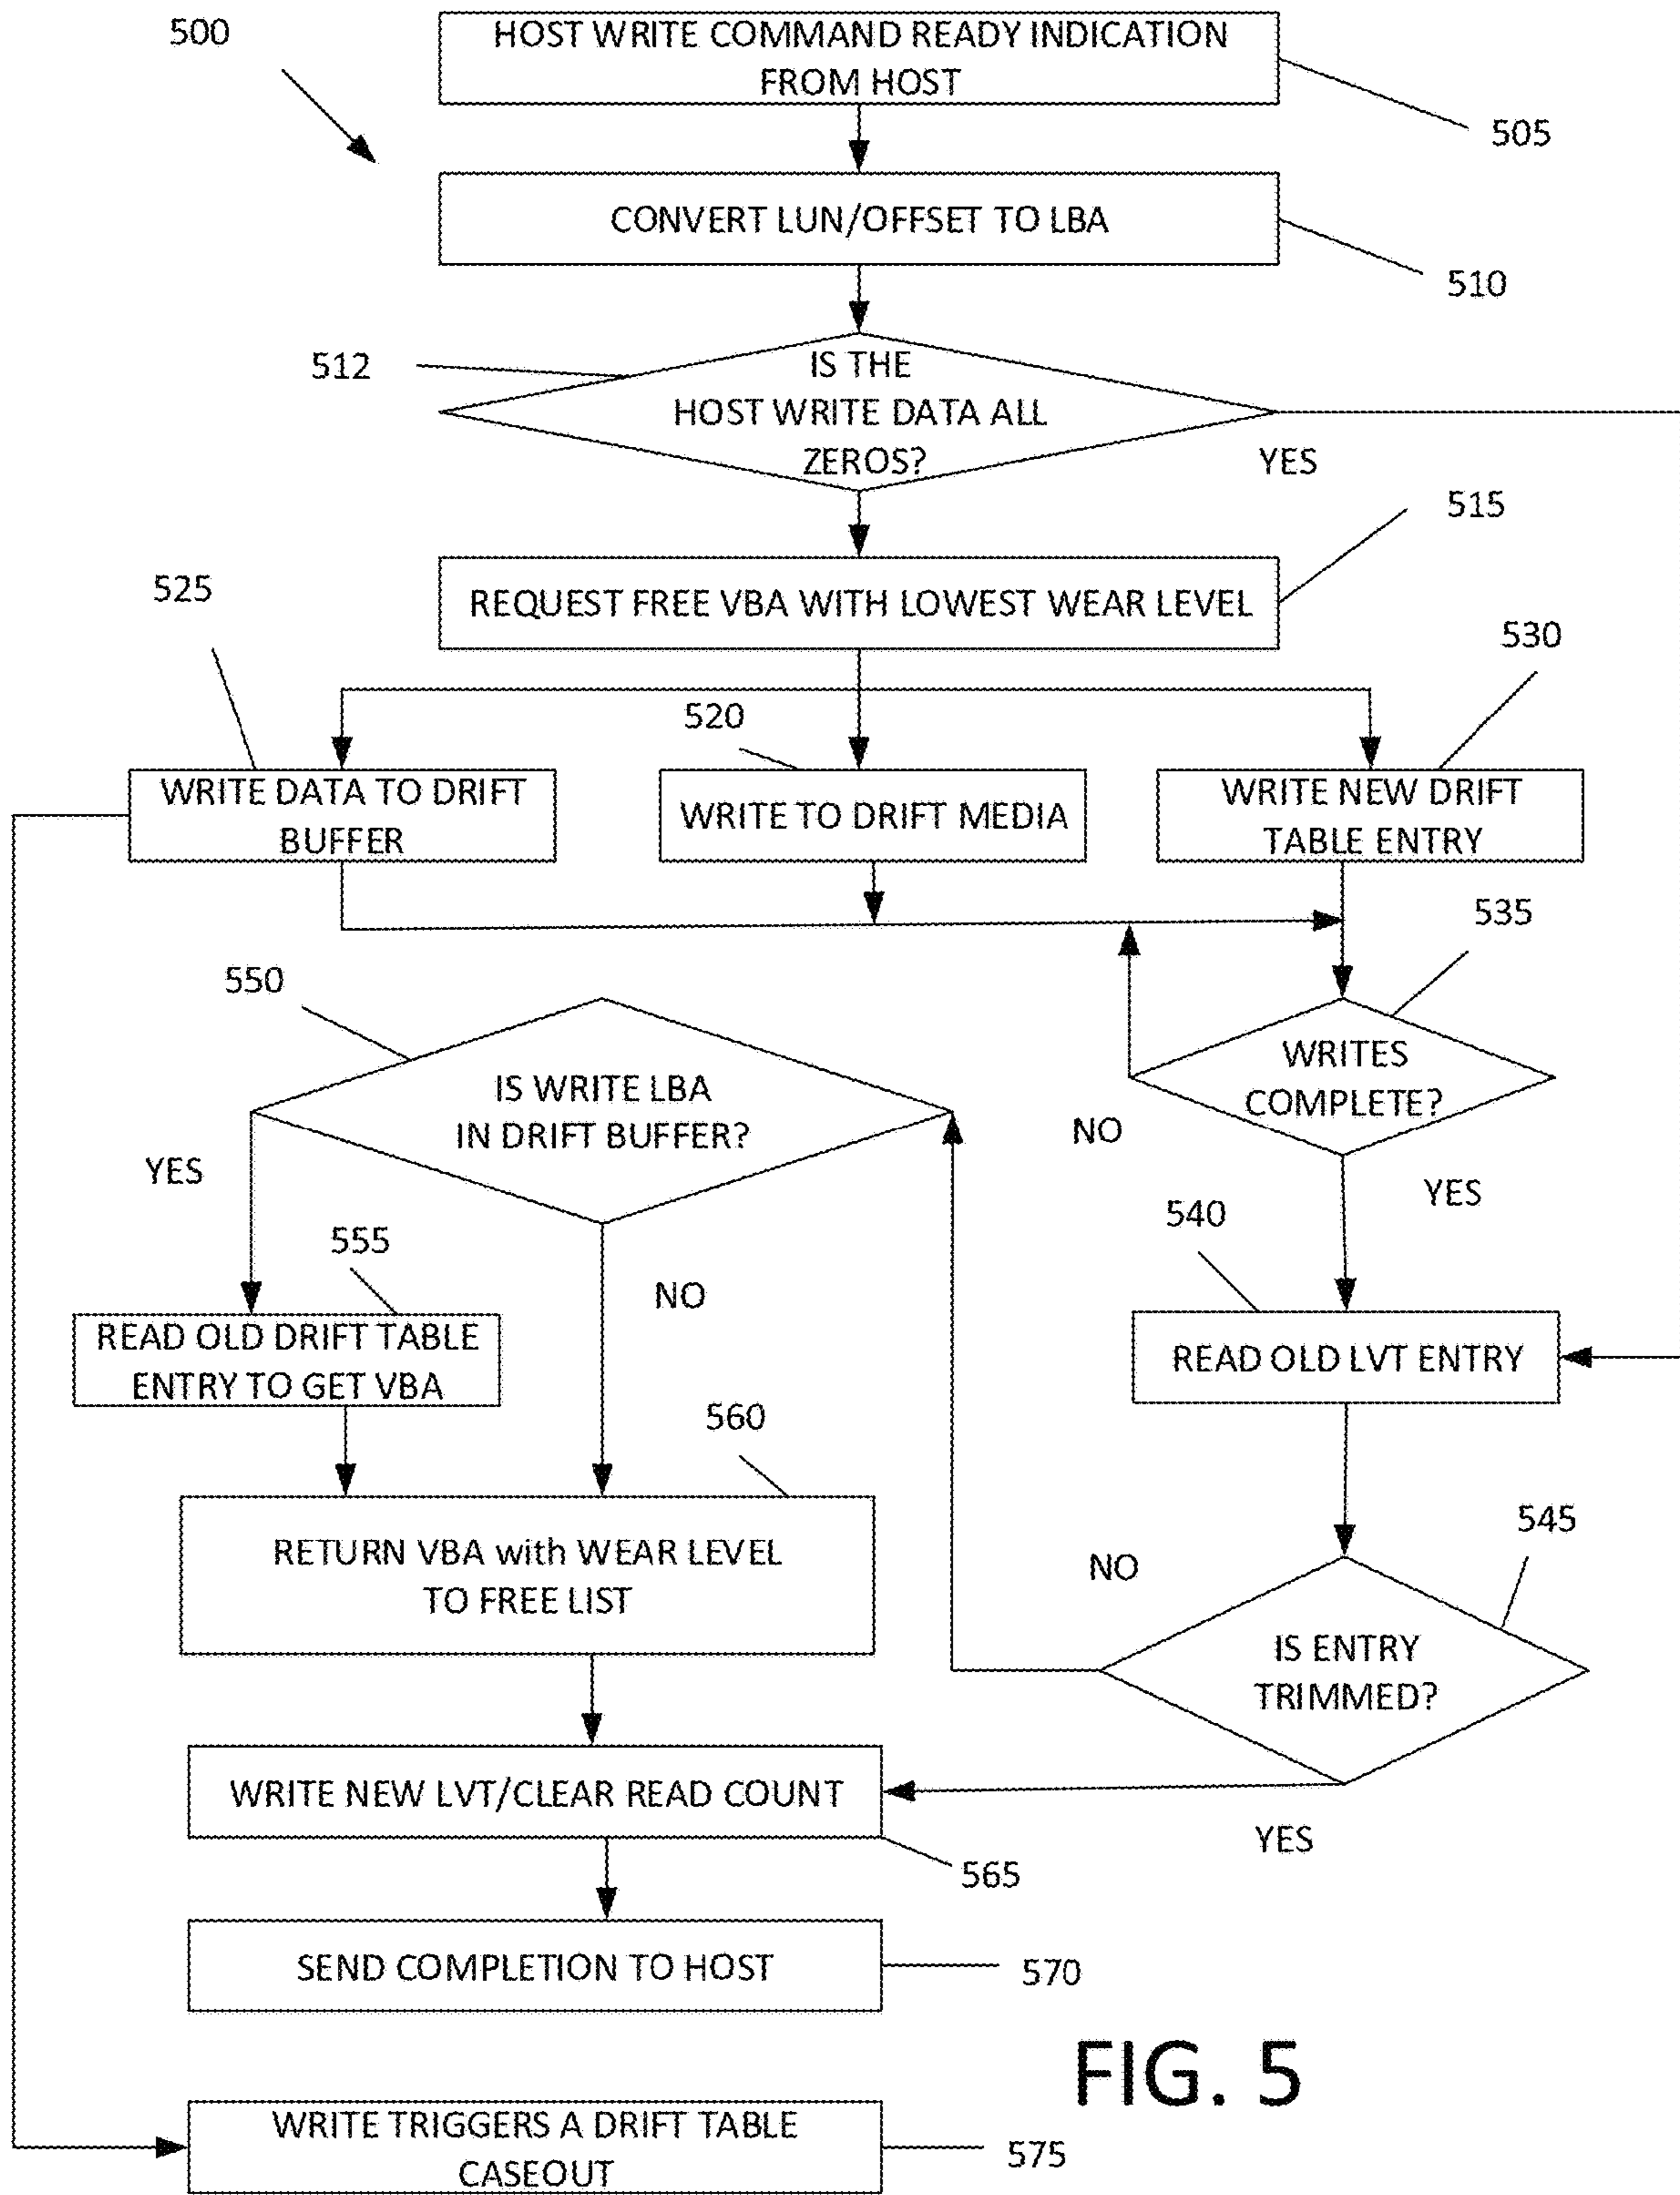 500
HOST WRITE COMMAND READY INDICATION
FROM HOST
505
CONVERT LUN/OFFSET TO LBA
510
512
IS THE
HOST WRITE DATA ALL
ZEROS?
YES
515
REQUEST FREE VBA WITH LOWEST WEAR LEVEL
525
520
530
WRITE DATA TO DRIFT
BUFFER
WRITE TO DRIFT MEDIA
WRITE NEW DRIFT
TABLE ENTRY
535
550
WRITES
COMPLETE?
NO
YES
IS WRITE LBA
IN DRIFT BUFFER?
YES
NO
555
READ OLD DRIFT TABLE
ENTRY TO GET VBA
540
READ OLD LVT ENTRY
560
RETURN VBA with WEAR LEVEL
TO FREE LIST
545
NO
IS ENTRY
TRIMMED?
YES
WRITE NEW LVT/CLEAR READ COUNT
565
SEND COMPLETION TO HOST
570
FIG. 5
WRITE TRIGGERS A DRIFT TABLE
CASEOUT
575